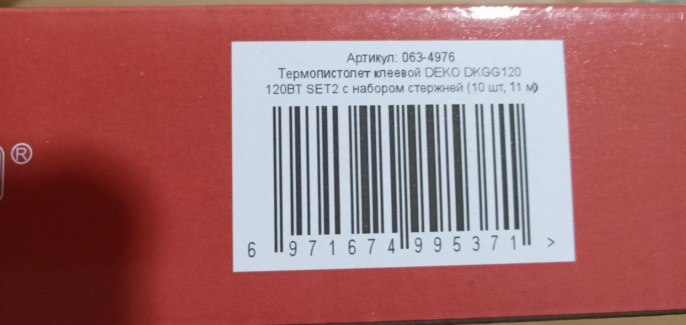 Артикул: 063-4976
Термопистолет клеевой DEKO DKGG120
120ВТ SET2 с набором стержней (10 шт, 11 м)
6 971674 995371 >
®